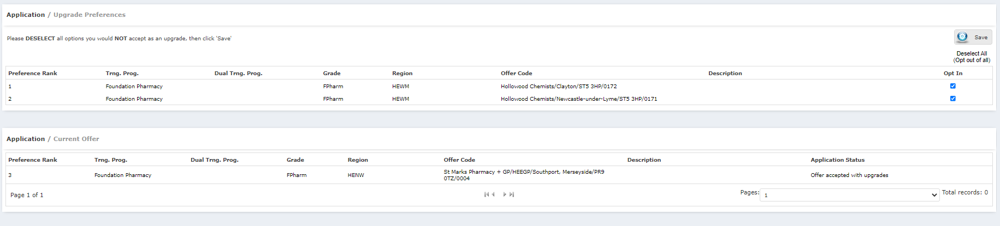 Application / Upgrade Preferences
Please DESELECT all options you would NOT accept as an upgrade, then click 'Save'
Save
Deselect All
(Opt out of all)
Preference Rank Trng. Prog. Dual Trng. Prog. Grade Region Offer Code Description Opt In
1 Foundation Pharmacy FPharm HEWM Hollowood Chemists/Clayton/ST5 3HP/0172
2 Foundation Pharmacy FPharm HEWM Hollowood Chemists/Newcastle-under-Lyme/ST5 3HP/0171
Application / Current Offer
Preference Rank Trng. Prog. Dual Trng. Prog. Grade Region Offer Code Description Application Status
3 Foundation Pharmacy FPharm HENW St Marks Pharmacy + GP/HEEGP/Southport, Merseyside/PR9 Offer accepted with upgrades
0TZ/0004
Page 1 of 1 Pages: 1 Total records: 0